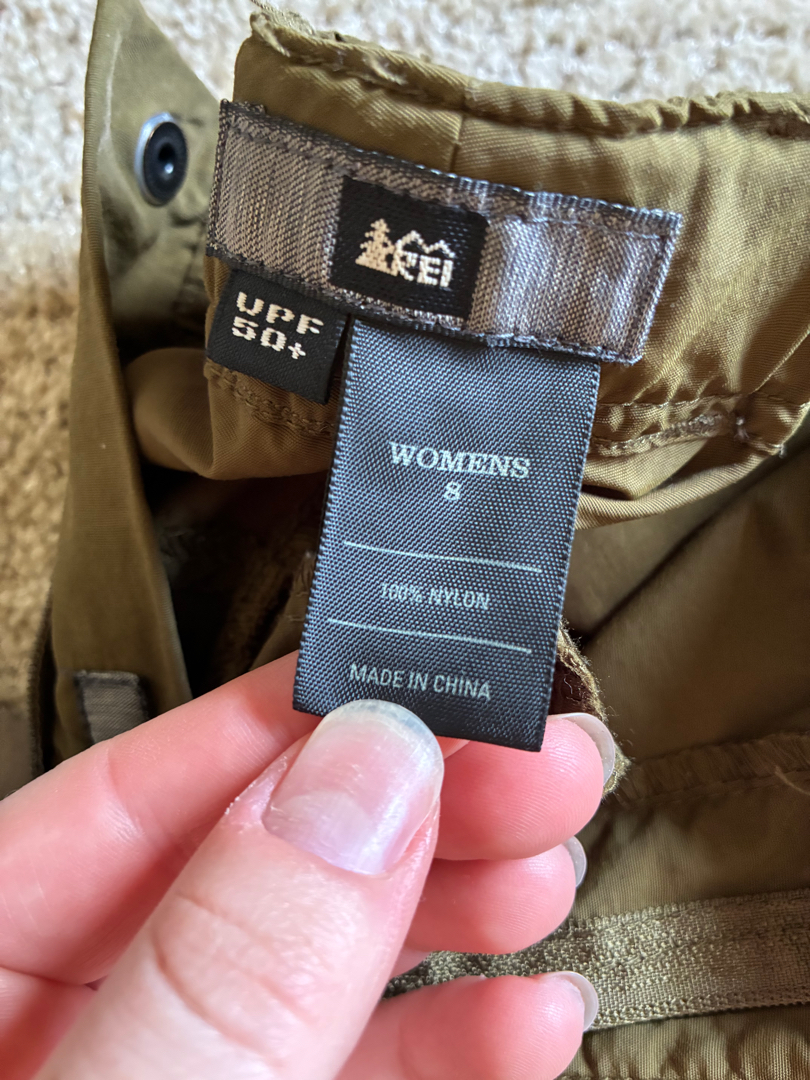 REI
UPF
50+
WOMENS
8
100% NYLON
MADE IN CHINA